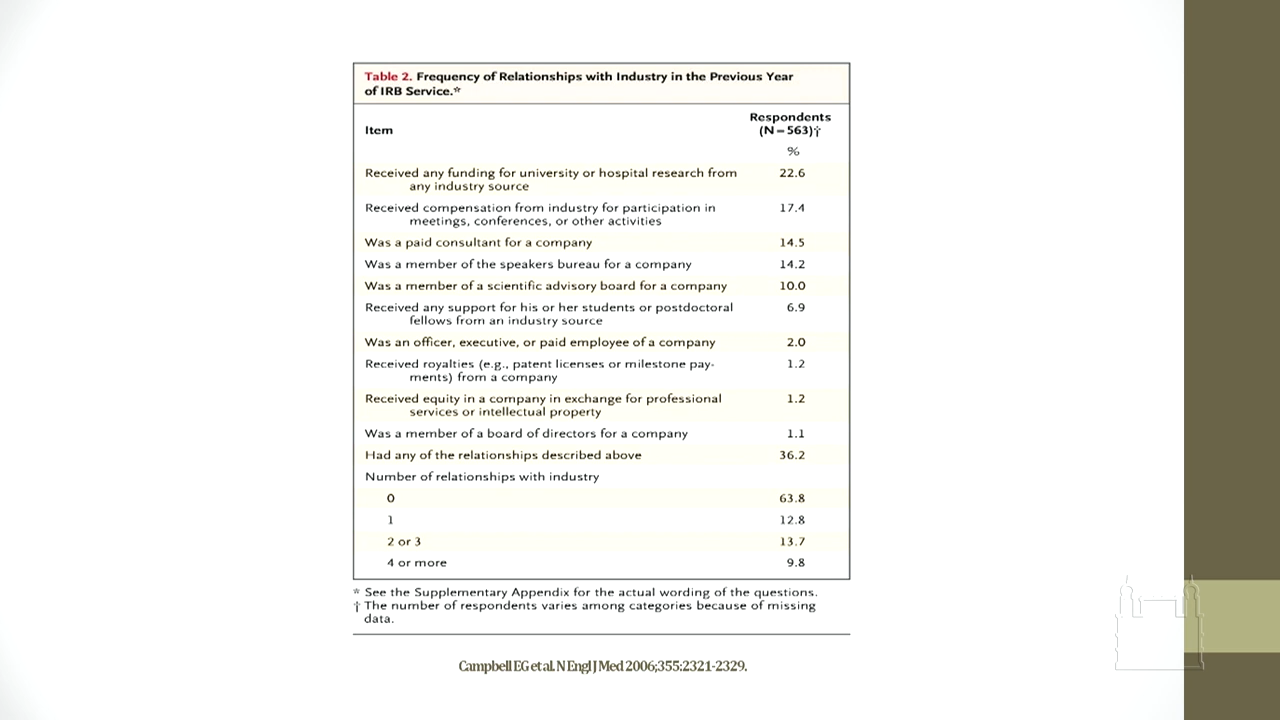 Table 2. Frequency of Relationships with Industry in the Previous Year
of IRB Service.*
Item
Respondents
(N=563)†
%
Received any funding for university or hospital research from
any industry source
22.6
Received compensation from industry for participation in
meetings, conferences, or other activities
17.4
Was a paid consultant for a company
14.5
Was a member of the speakers bureau for a company
14.2
Was a member of a scientific advisory board for a company
10.0
Received any support for his or her students or postdoctoral
fellows from an industry source
6.9
Was an officer, executive, or paid employee of a company
2.0
Received royalties (e.g., patent licenses or milestone pay-
ments) from a company
1.2
Received equity in a company in exchange for professional
services or intellectual property
1.2
Was a member of a board of directors for a company
1.1
Had any of the relationships described above
36.2
Number of relationships with industry
0
63.8
1
12.8
2 or 3
13.7
4 or more
9.8
* See the Supplementary Appendix for the actual wording of the questions.
† The number of respondents varies among categories because of missing
data.
Campbell EG et al. N Engl J Med 2006;355:2321-2329.